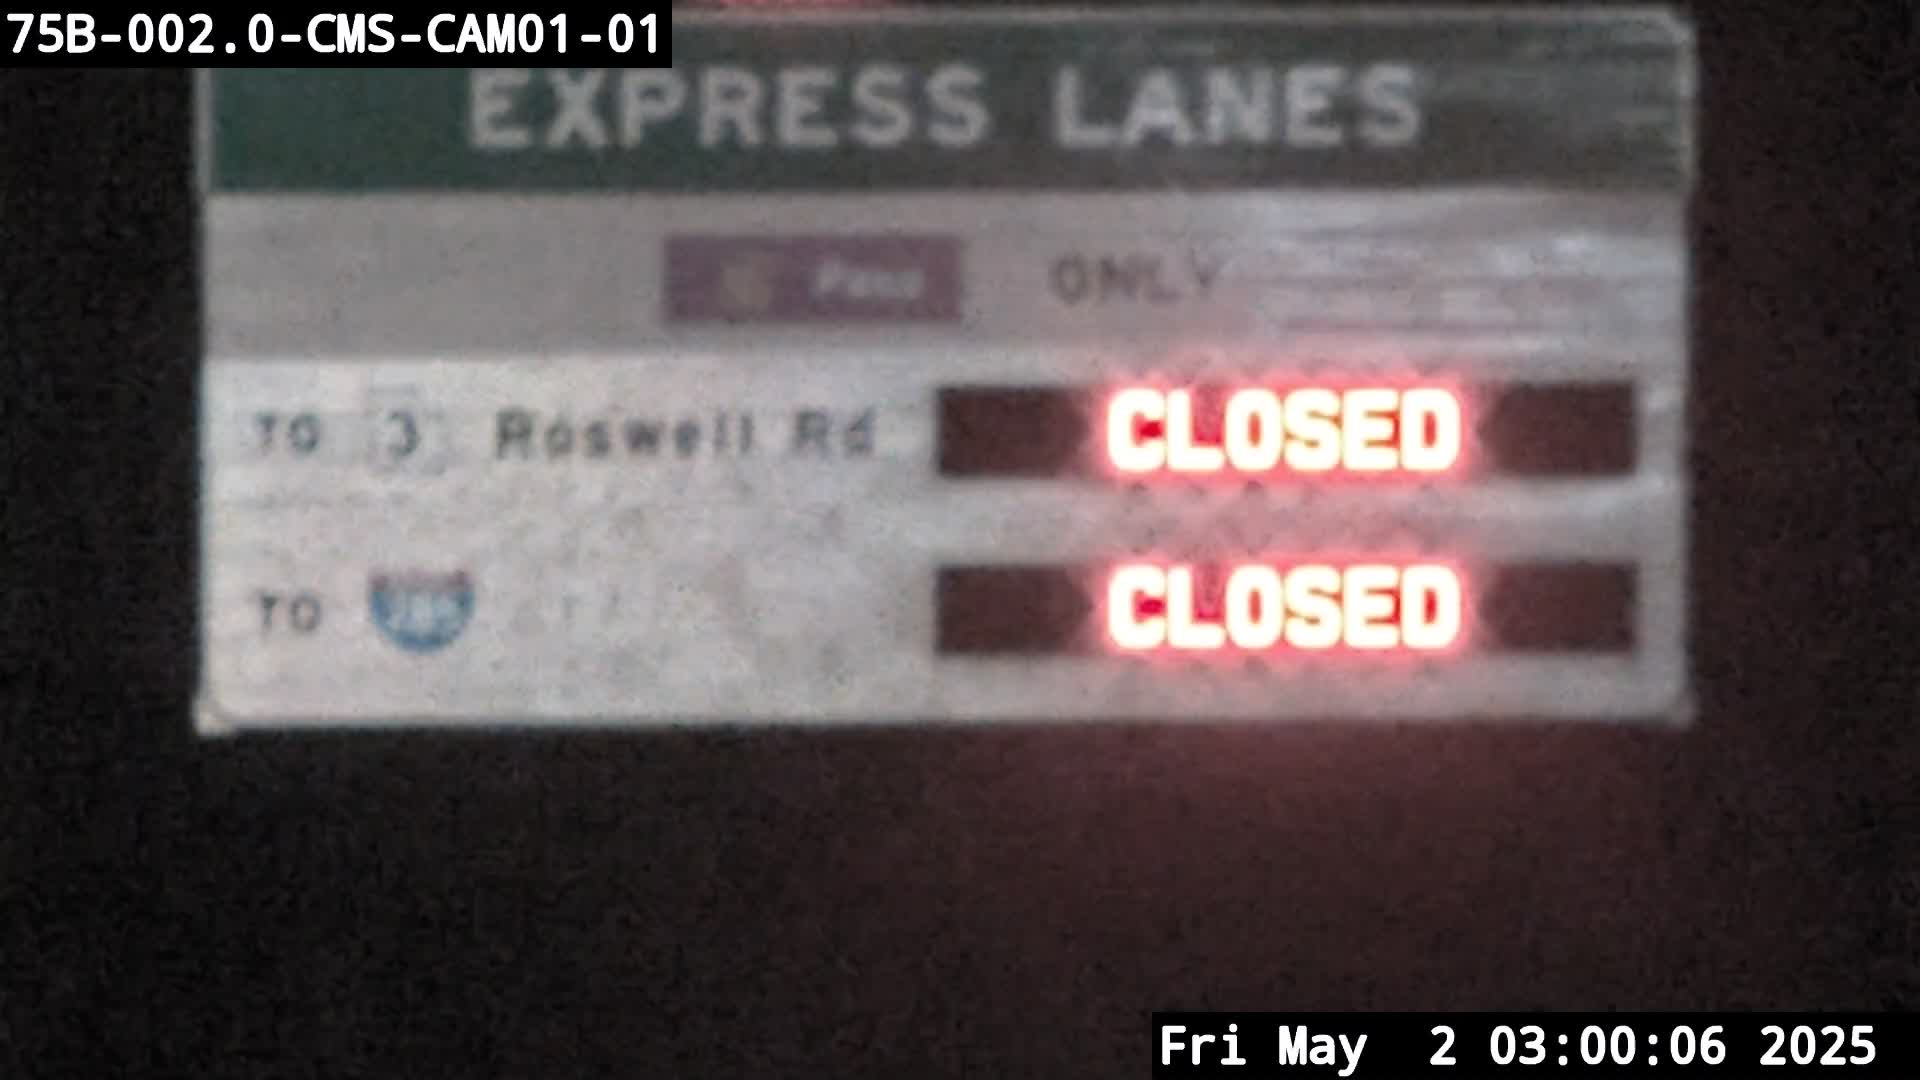 75B-002.0-CMS-CAM01-01
EXPRESS LANES
Pass ONLY
TO 3 Roswell Rd CLOSED
TO 285 CLOSED
Fri May 2 03:00:06 2025